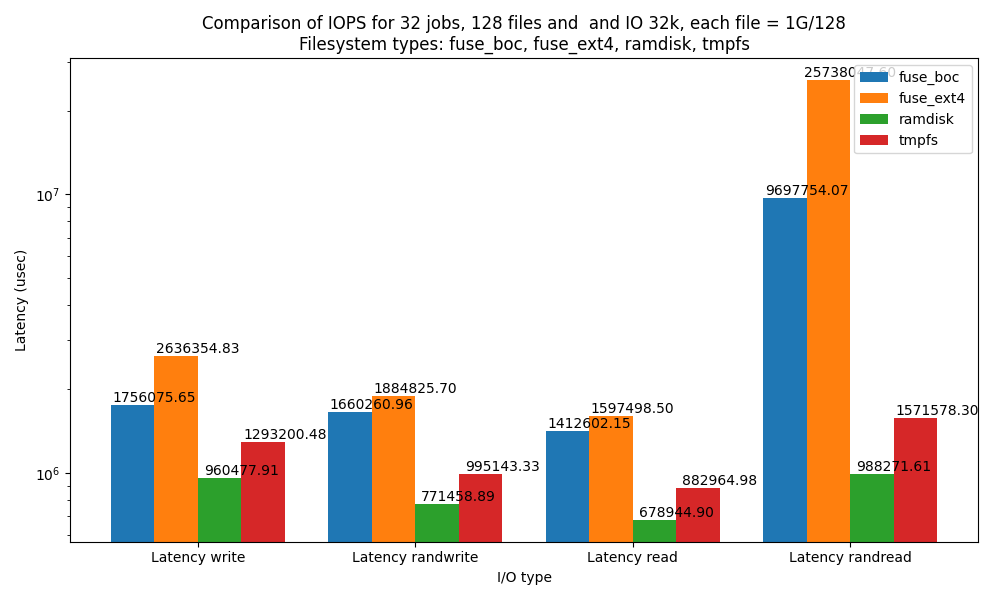 Comparison of IOPS for 32 jobs, 128 files and  and IO 32k, each file = 1G/128
Filesystem types: fuse_boc, fuse_ext4, ramdisk, tmpfs
fuse_boc
fuse_ext4
ramdisk
tmpfs
Latency (usec)
10^7
10^6
1756075.65
2636354.83
960477.91
1293200.48
1660260.96
1884825.70
771458.89
995143.33
1412602.15
1597498.50
678944.90
882964.98
9697754.07
25738047.60
988271.61
1571578.30
Latency write
Latency randwrite
Latency read
Latency randread
I/O type